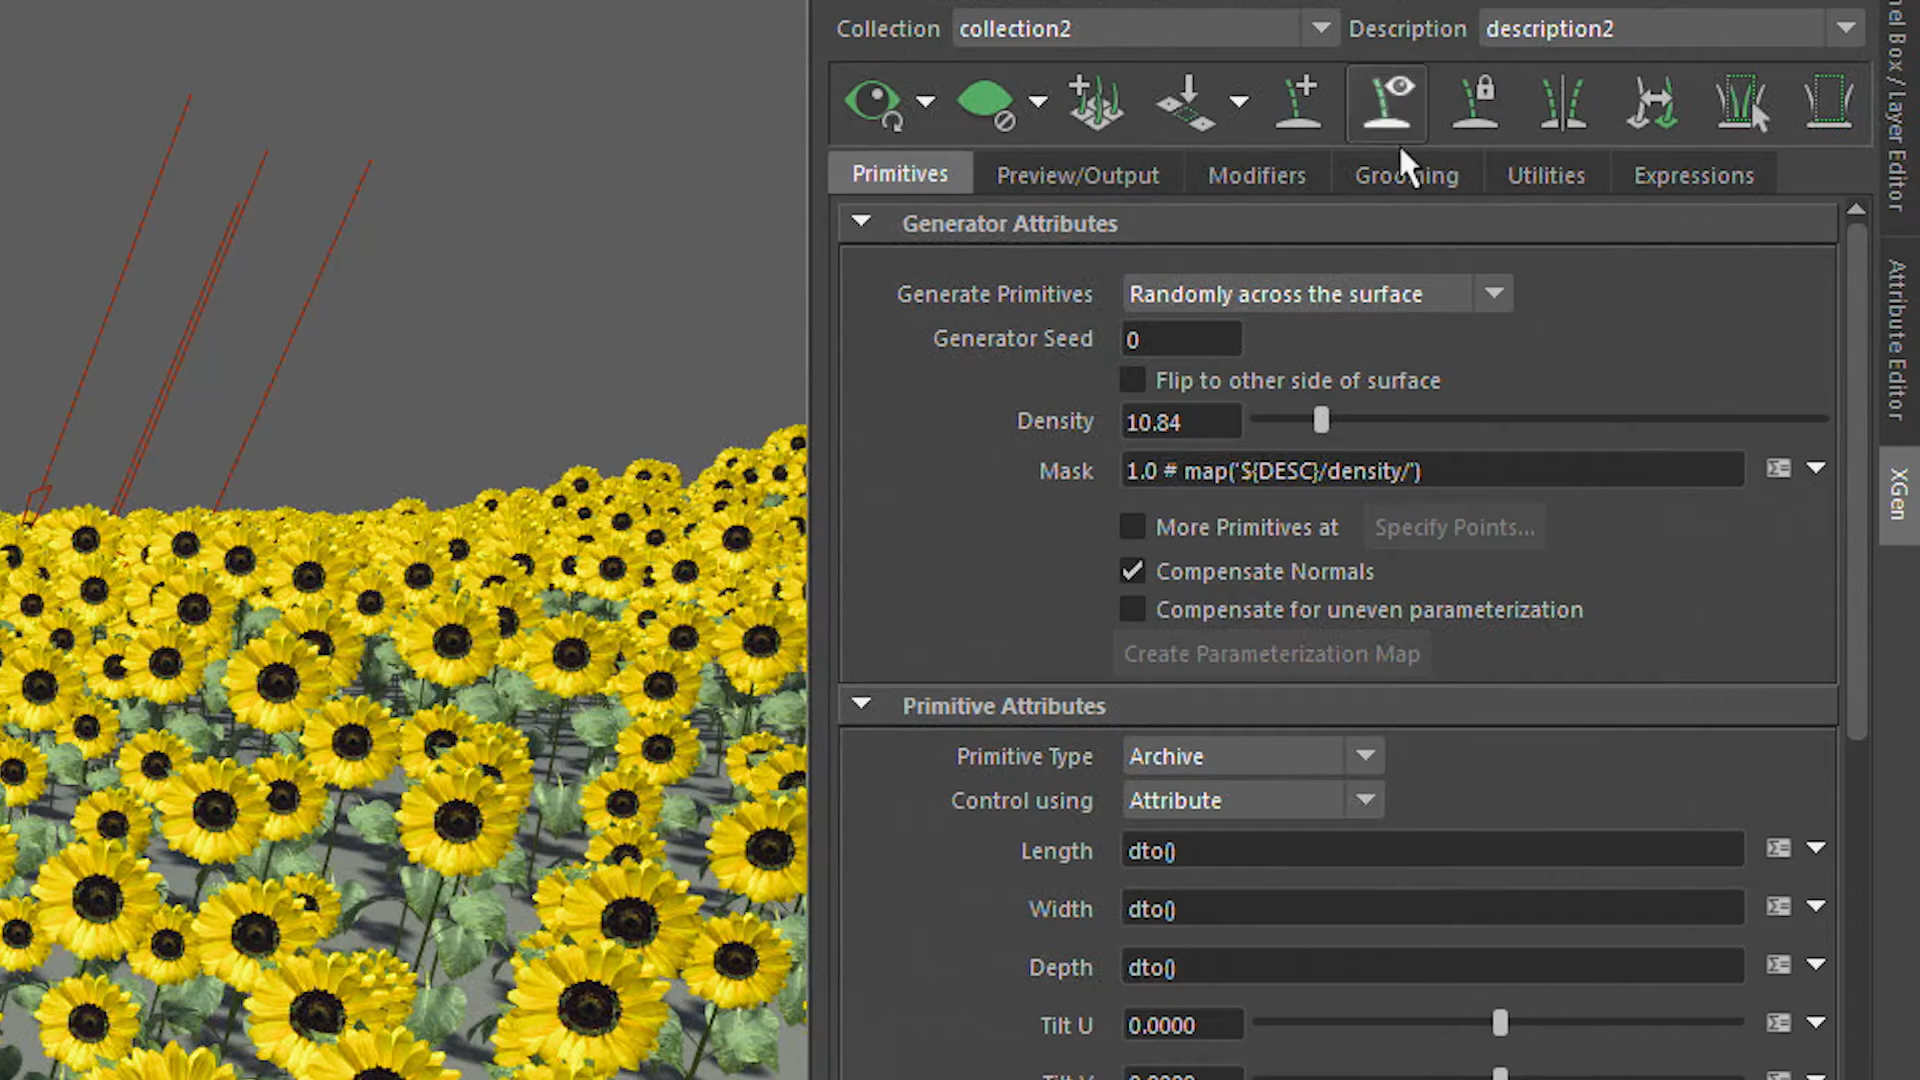 Collection collection2 Description description2
Primitives Preview/Output Modifiers Grooming Utilities Expressions
Generator Attributes
Generate Primitives Randomly across the surface
Generator Seed 0
Flip to other side of surface
Density 10.84
Mask 1.0 # map('${DESC}/density/')
More Primitives at Specify Points...
Compensate Normals
Compensate for uneven parameterization
Create Parameterization Map
Primitive Attributes
Primitive Type Archive
Control using Attribute
Length dto()
Width dto()
Depth dto()
Tilt U 0.0000
Box / Layer Editor
Attribute Editor
XGen